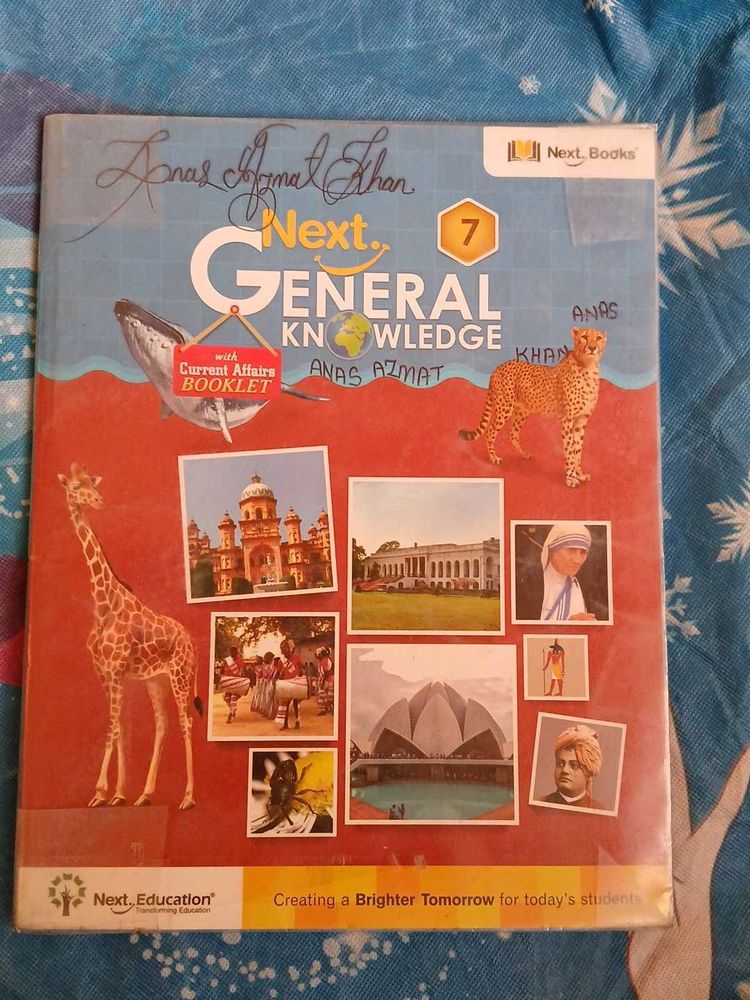 Anas Azmat Khan.
Next. Books®
Next..
7
GENERAL
KNOWLEDGE
with
Current Affairs
BOOKLET
ANAS AZMAT
KHAN
ANAS
Next..Education®
Transforming Education
Creating a Brighter Tomorrow for today's students